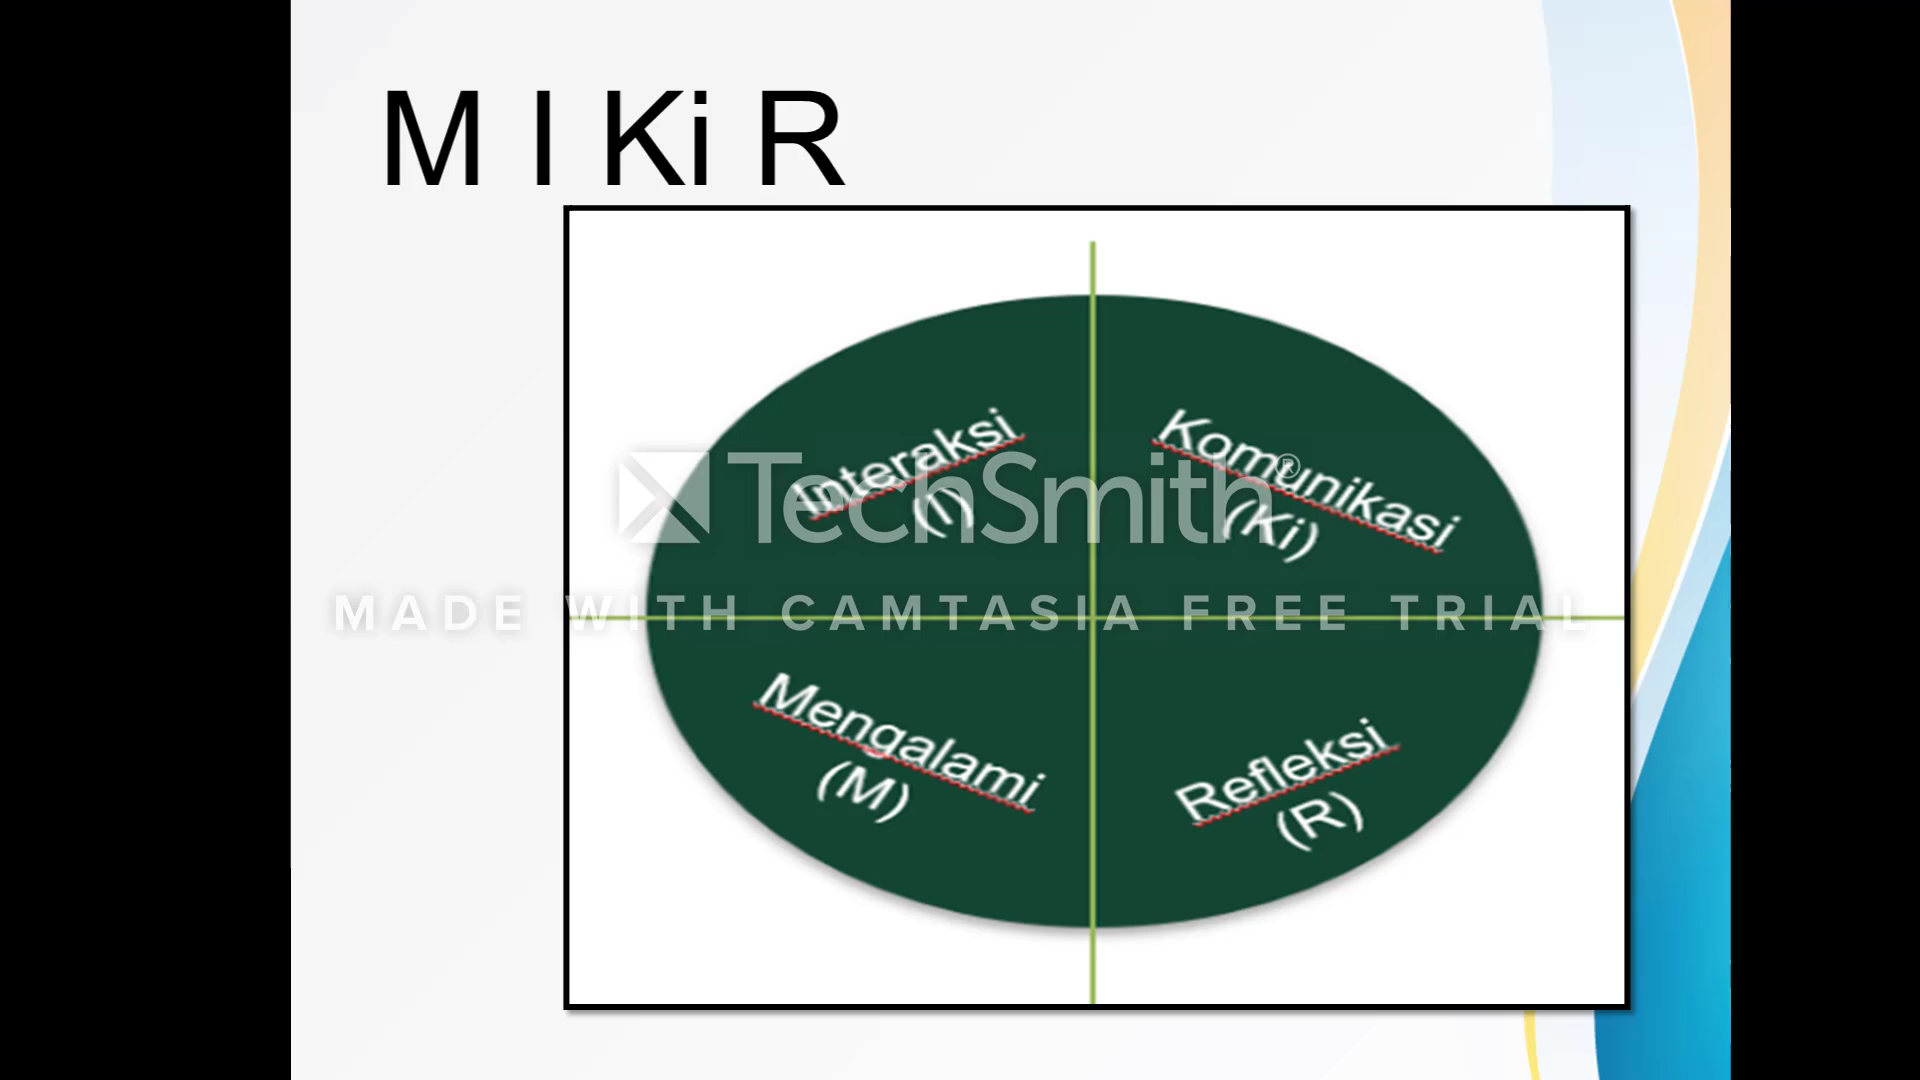 M I Ki R
Interaksi
(I)
Komunikasi
(Ki)
TechSmith®
MADE WITH CAMTASIA FREE TRIAL
Mengalami
(M)
Refleksi
(R)